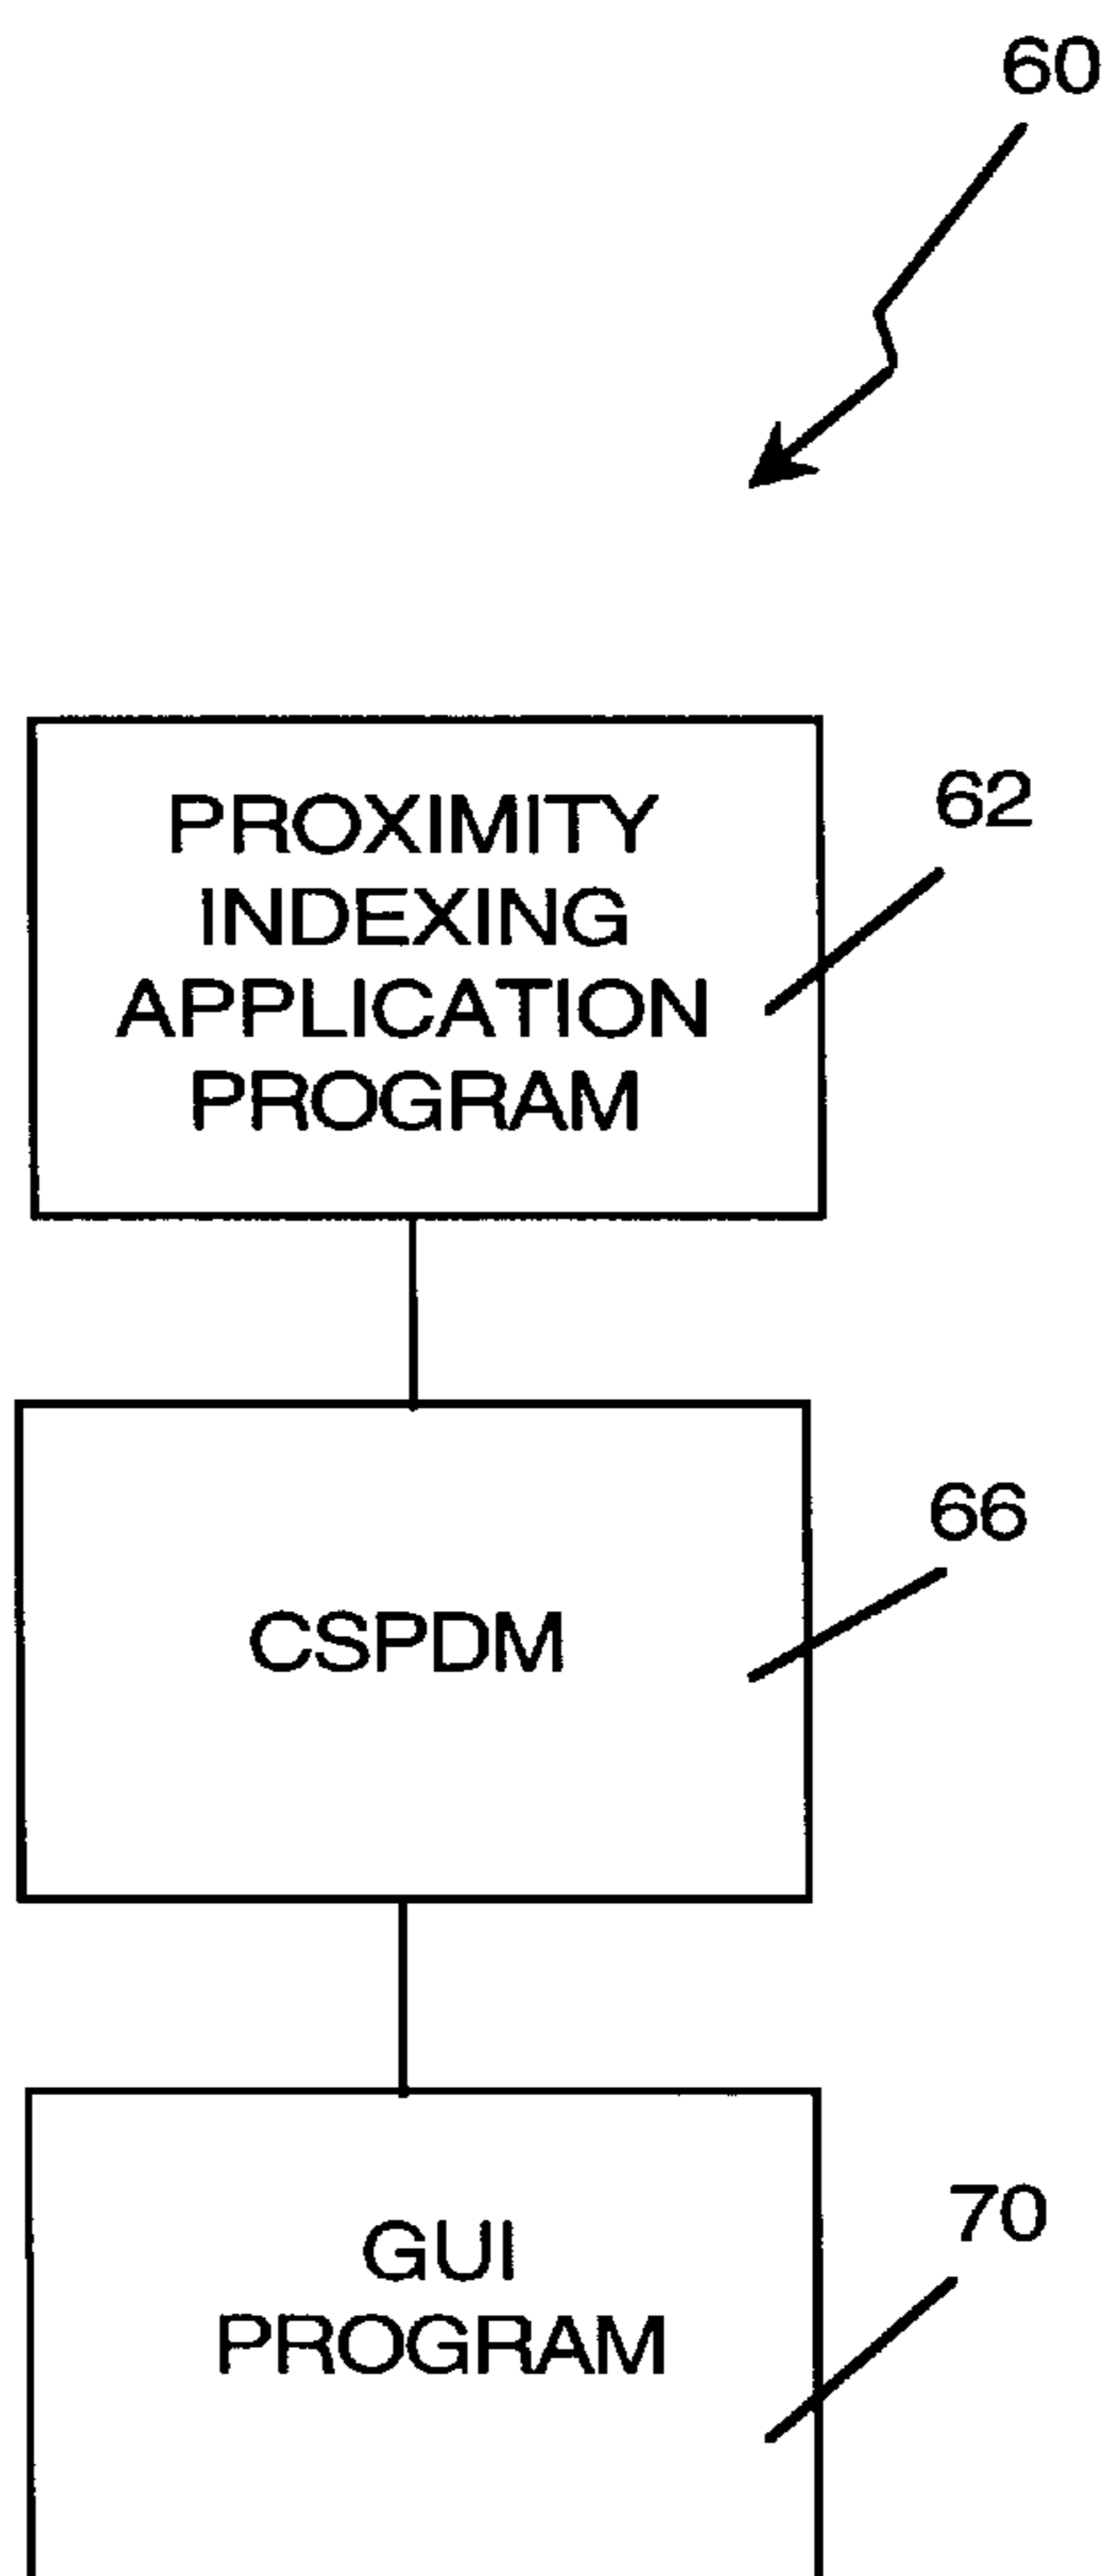 60
PROXIMITY
INDEXING
APPLICATION
PROGRAM
62
CSPDM
66
GUI
PROGRAM
70